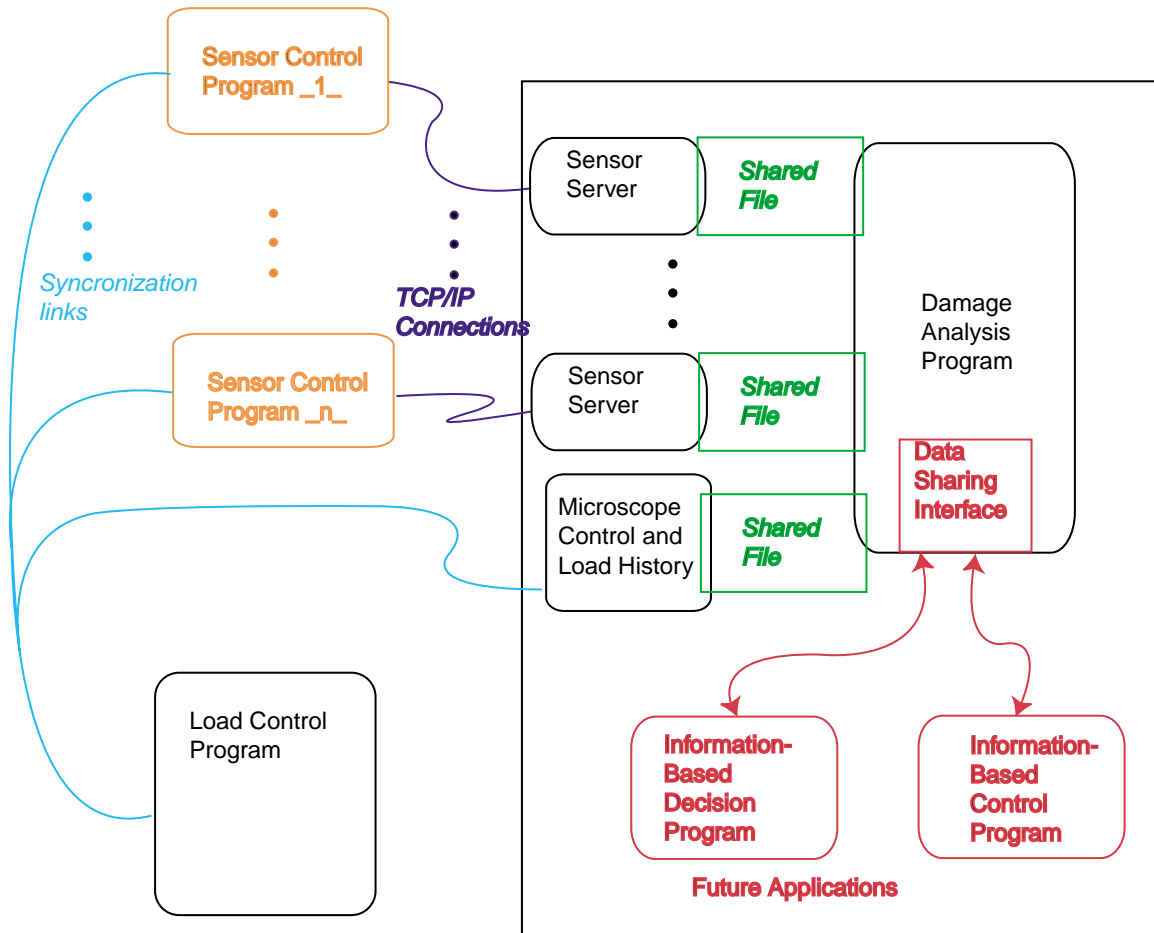 Sensor Control
Program _1_
Sensor
Server
Shared
File
Syncronization
links
TCP/IP
Connections
Damage
Analysis
Program
Sensor Control
Program _n_
Sensor
Server
Shared
File
Data
Sharing
Interface
Microscope
Control and
Load History
Shared
File
Load Control
Program
Information-
Based
Decision
Program
Information-
Based
Control
Program
Future Applications